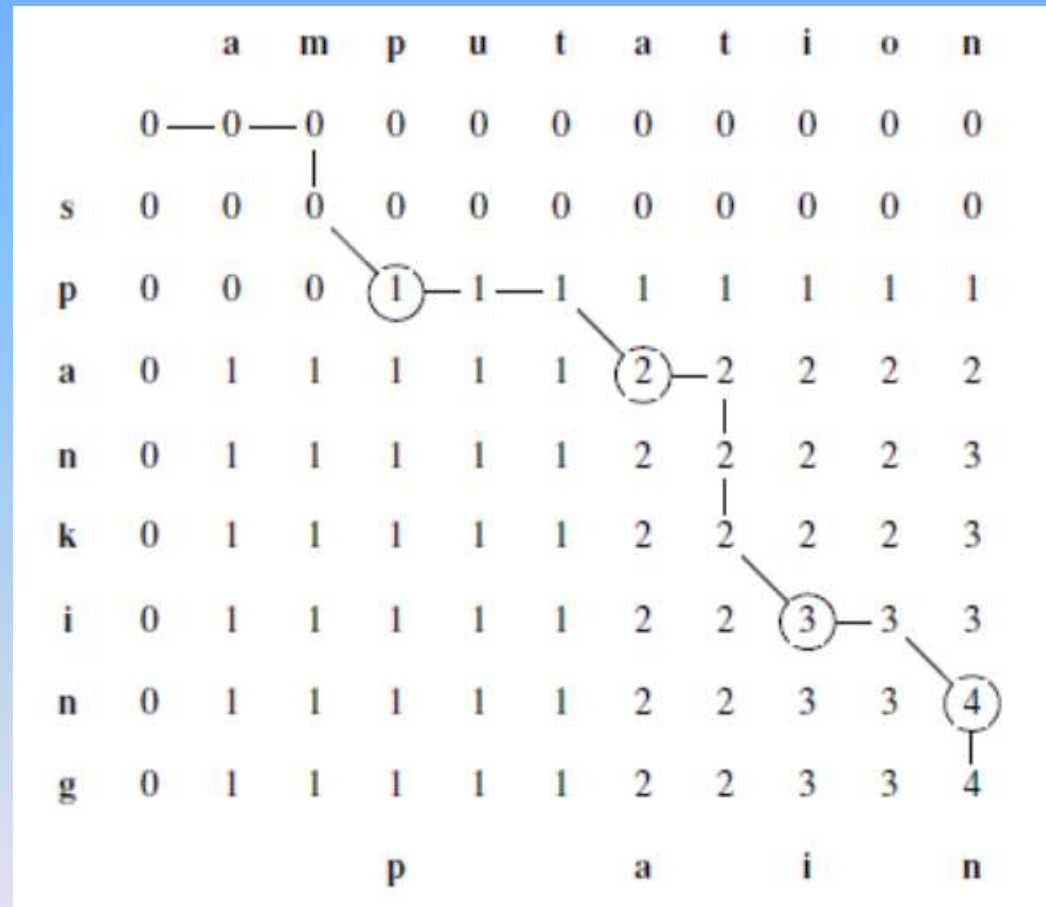 a m p u t a t i o n
0 0 0 0 0 0 0 0 0 0 0
s 0 0 0 0 0 0 0 0 0 0 0
p 0 0 0 1 1 1 1 1 1 1 1
a 0 1 1 1 1 1 2 2 2 2 2
n 0 1 1 1 1 1 2 2 2 2 3
k 0 1 1 1 1 1 2 2 2 2 3
i 0 1 1 1 1 1 2 2 3 3 3
n 0 1 1 1 1 1 2 2 3 3 4
g 0 1 1 1 1 1 2 2 3 3 4
p a i n